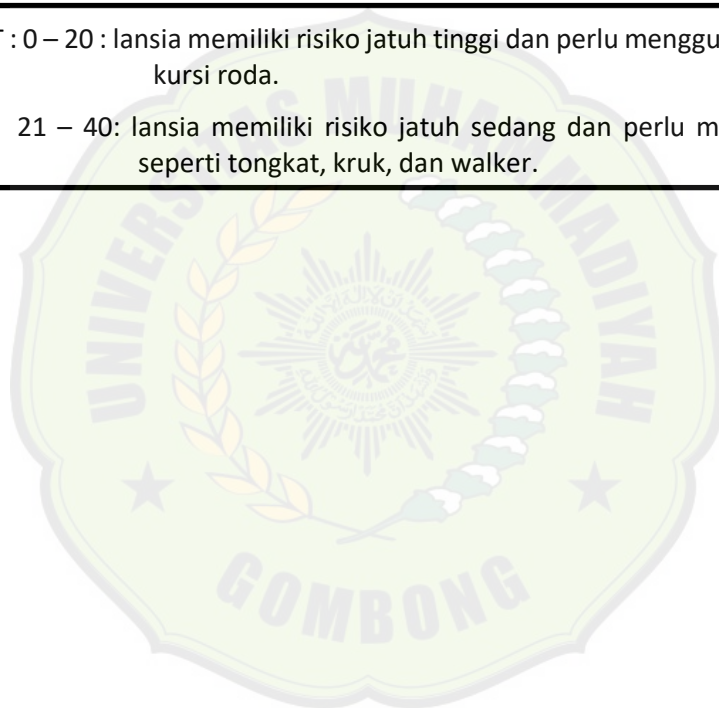 T : 0 – 20 : lansia memiliki risiko jatuh tinggi dan perlu menggu
kursi roda.
21 – 40: lansia memiliki risiko jatuh sedang dan perlu m
seperti tongkat, kruk, dan walker.
UNIVERSITAS MUHAMMADIYAH
GOMBONG